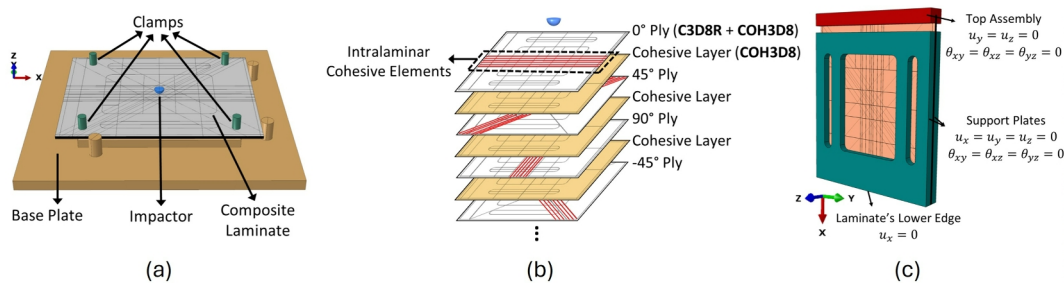 Clamps
Z
X
Base Plate
Impactor
Composite
Laminate
(a)
0° Ply (C3D8R + COH3D8)
Intralaminar
Cohesive Elements
Cohesive Layer (COH3D8)
45° Ply
Cohesive Layer
90° Ply
Cohesive Layer
-45° Ply
(b)
Top Assembly
u_y = u_z = 0
θ_xy = θ_xz = θ_yz = 0
Support Plates
u_x = u_y = u_z = 0
θ_xy = θ_xz = θ_yz = 0
Z
Y
X
Laminate's Lower Edge
u_x = 0
(c)